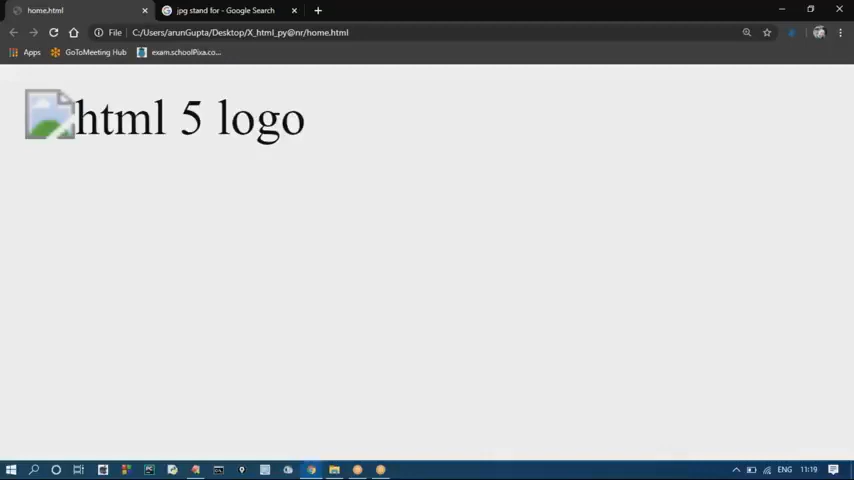 home.html
jpg stand for - Google Search
File
C:/Users/arunGupta/Desktop/X_html_py@nr/home.html
Apps
GoToMeeting Hub
exam.schoolPixa.co...
html 5 logo
ENG
11:19